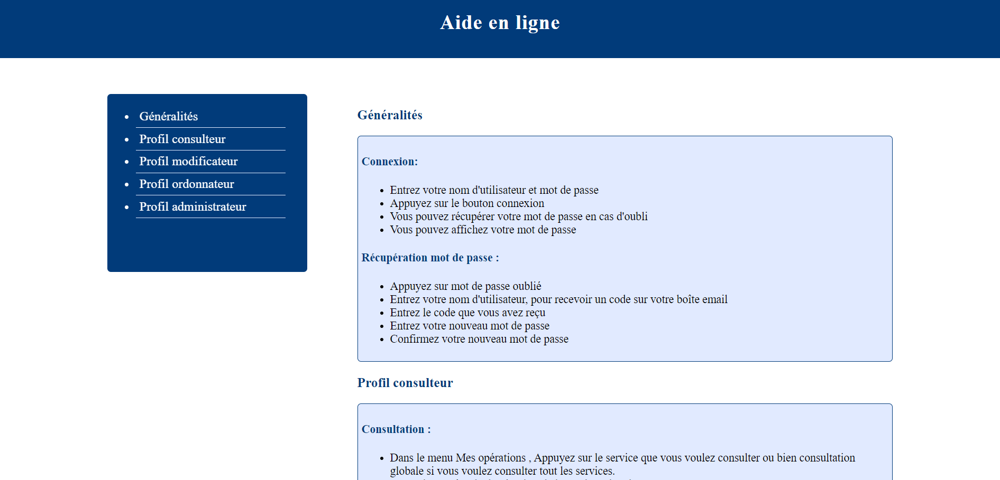 Aide en ligne
Généralités
Profil consulteur
Profil modificateur
Profil ordonnateur
Profil administrateur
Généralités
Connexion:
Entrez votre nom d'utilisateur et mot de passe
Appuyez sur le bouton connexion
Vous pouvez récupérer votre mot de passe en cas d'oubli
Vous pouvez affichez votre mot de passe
Récupération mot de passe :
Appuyez sur mot de passe oublié
Entrez votre nom d'utilisateur, pour recevoir un code sur votre boîte email
Entrez le code que vous avez reçu
Entrez votre nouveau mot de passe
Confirmez votre nouveau mot de passe
Profil consulteur
Consultation :
Dans le menu Mes opérations , Appuyez sur le service que vous voulez consulter ou bien consultation
globale si vous voulez consulter tout les services.